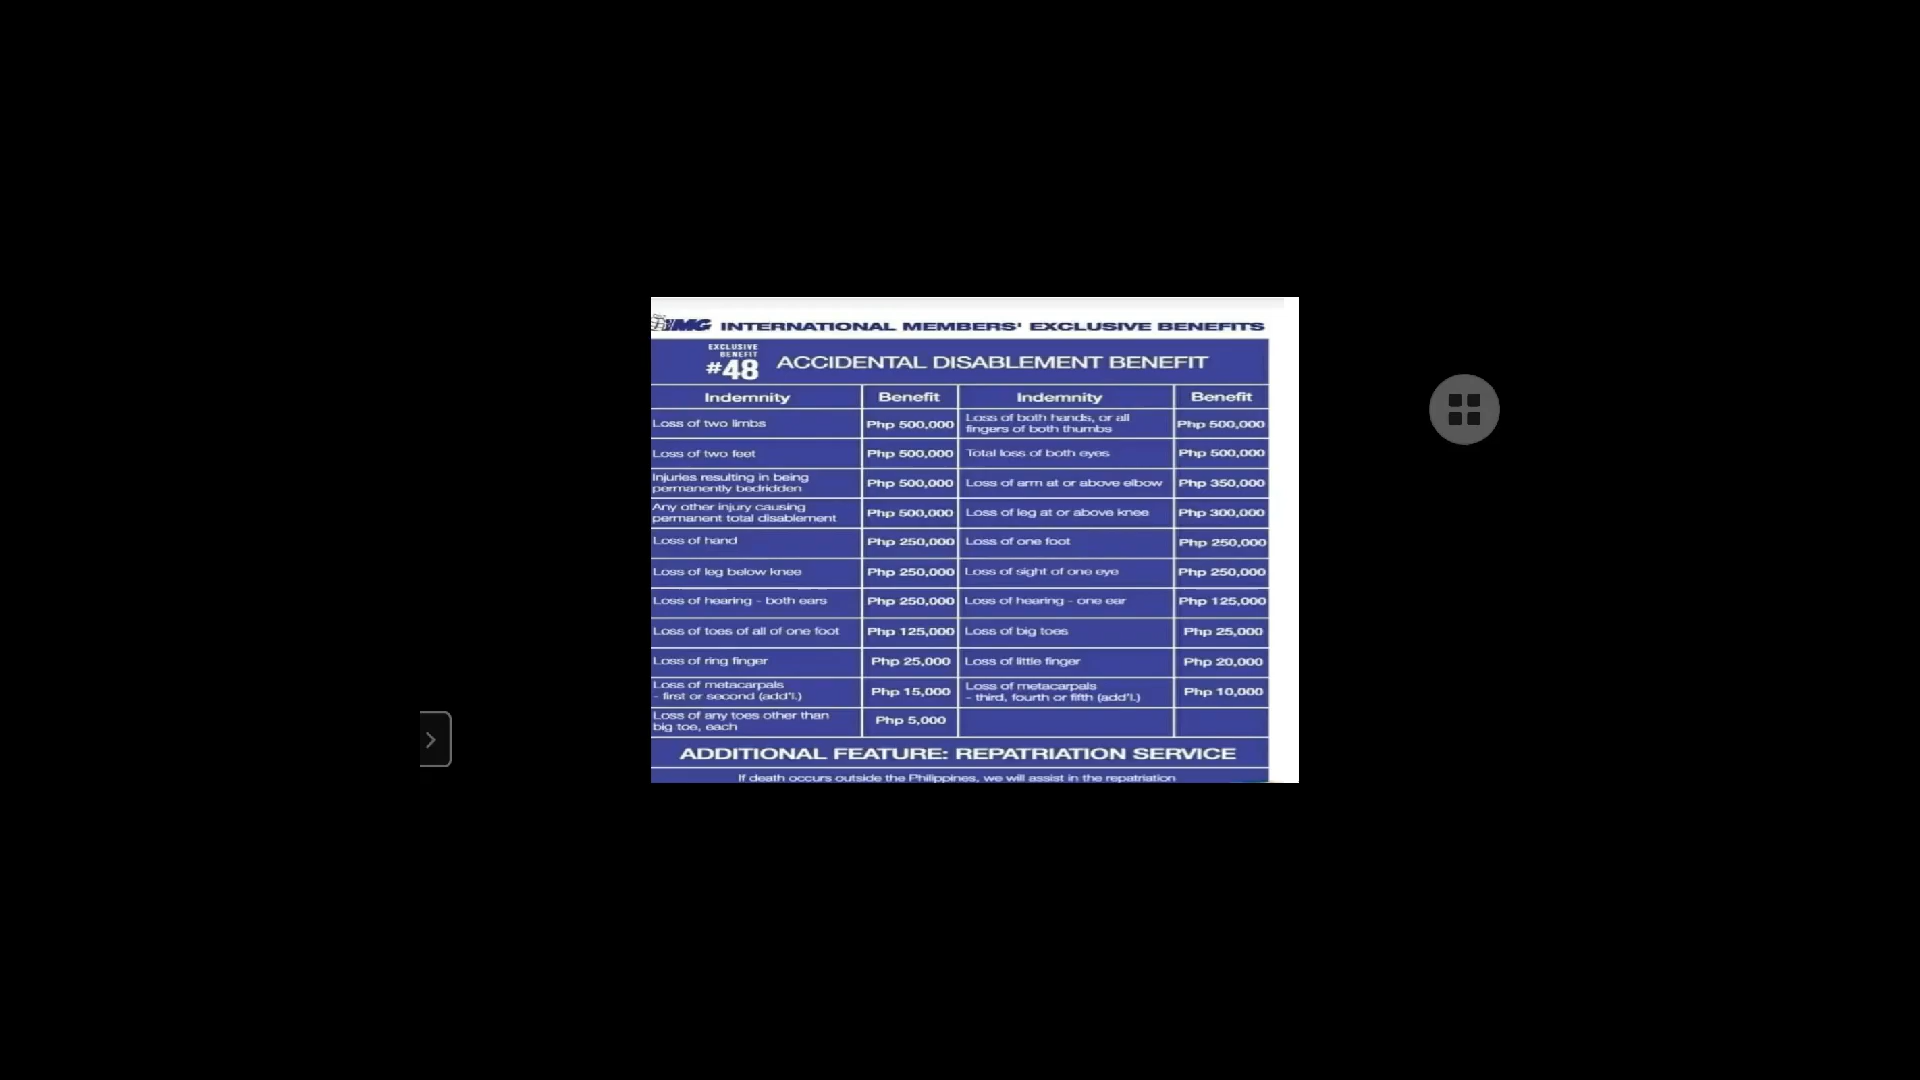 IMG INTERNATIONAL MEMBERS' EXCLUSIVE BENEFITS
EXCLUSIVE
BENEFIT
#48
ACCIDENTAL DISABLEMENT BENEFIT
Indemnity Benefit Indemnity Benefit
Loss of two limbs Php 500,000 Loss of both hands, or all
fingers of both thumbs Php 500,000
Loss of two feet Php 500,000 Total loss of both eyes Php 500,000
Injuries resulting in being
permanently bedridden Php 500,000 Loss of arm at or above elbow Php 350,000
Any other injury causing
permanent total disablement Php 500,000 Loss of leg at or above knee Php 300,000
Loss of hand Php 250,000 Loss of one foot Php 250,000
Loss of leg below knee Php 250,000 Loss of sight of one eye Php 250,000
Loss of hearing - both ears Php 250,000 Loss of hearing - one ear Php 125,000
Loss of toes of all of one foot Php 125,000 Loss of big toes Php 25,000
Loss of ring finger Php 25,000 Loss of little finger Php 20,000
Loss of metacarpals
- first or second (add'l.) Php 15,000 Loss of metacarpals
- third, fourth or fifth (add'l.) Php 10,000
Loss of any toes other than
big toe, each Php 5,000
ADDITIONAL FEATURE: REPATRIATION SERVICE
If death occurs outside the Philippines, we will assist in the repatriation